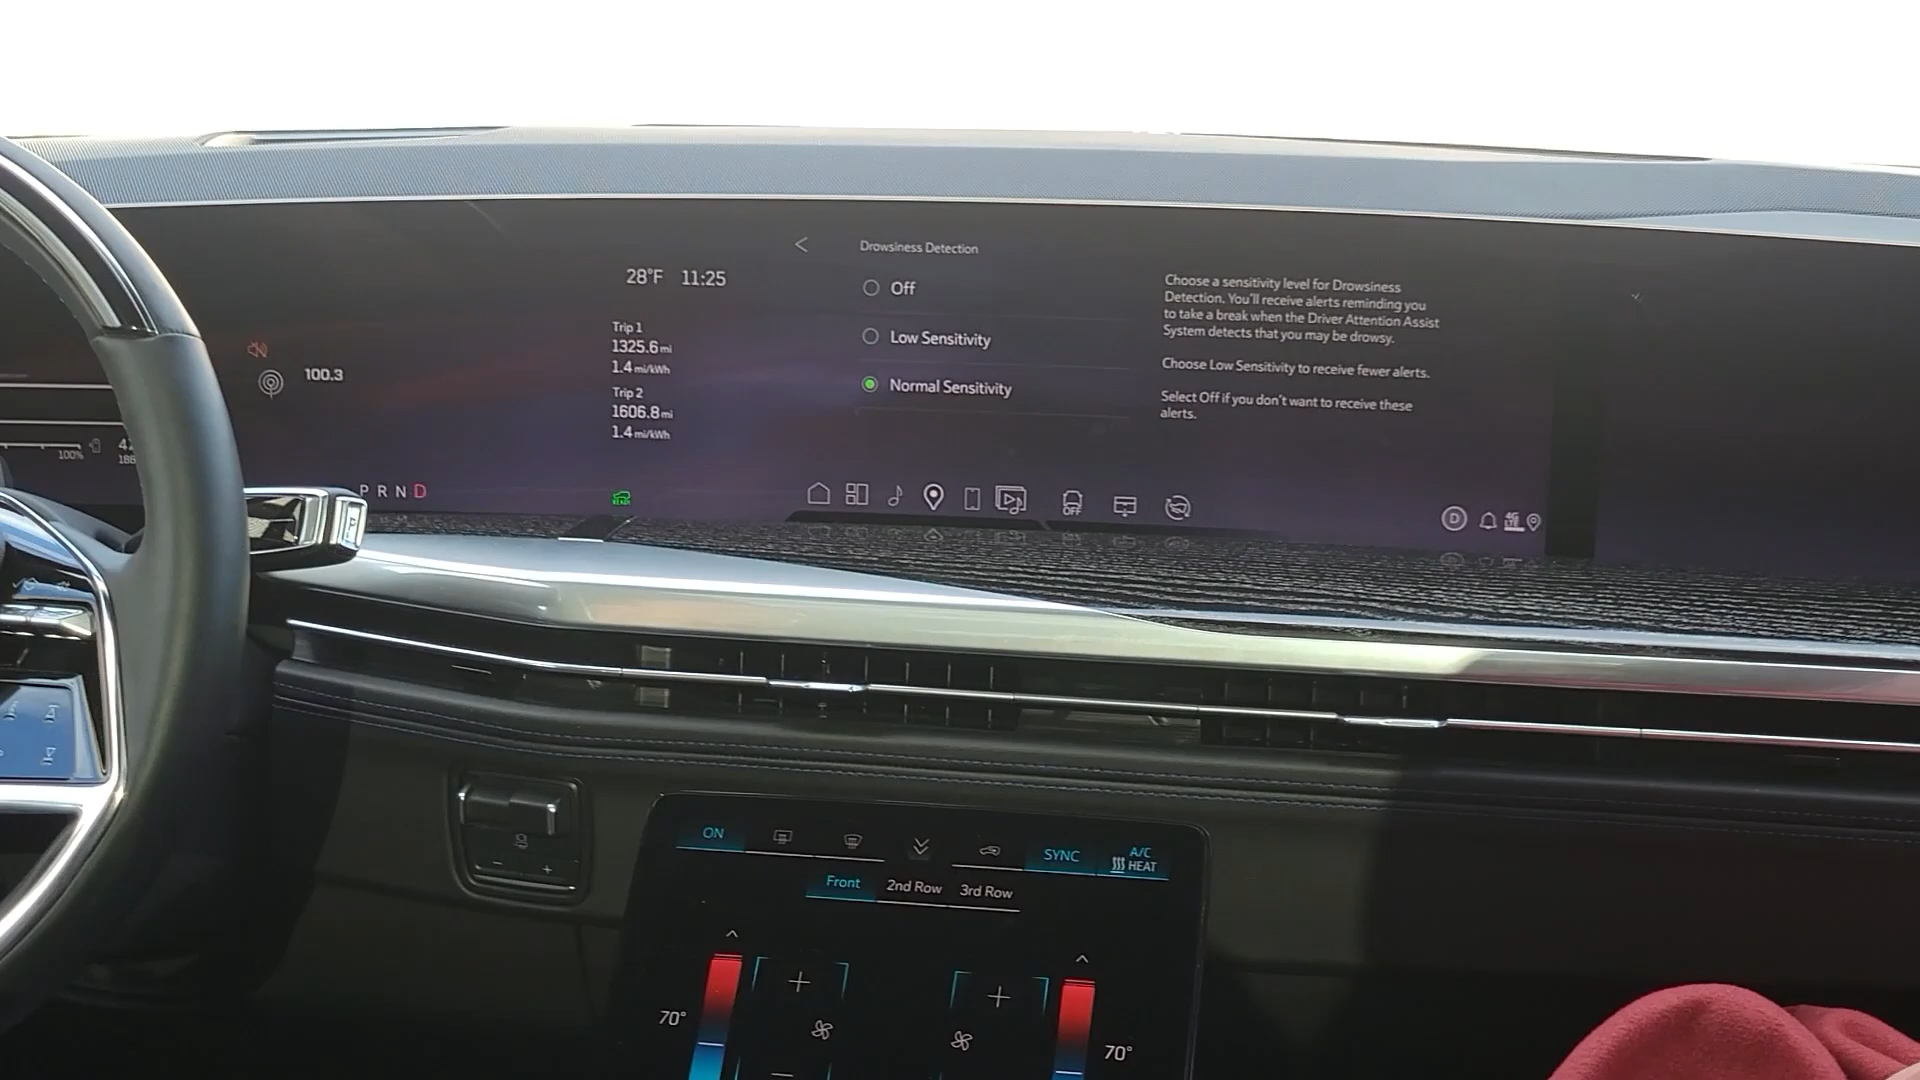 Drowsiness Detection
28°F 11:25
Off
Choose a sensitivity level for Drowsiness
Detection. You'll receive alerts reminding you
to take a break when the Driver Attention Assist
System detects that you may be drowsy.
Trip 1
1325.6 mi
1.4 mi/kWh
Low Sensitivity
Choose Low Sensitivity to receive fewer alerts.
100.3
Trip 2
1606.8 mi
1.4 mi/kWh
Normal Sensitivity
Select Off if you don't want to receive these
alerts.
100%
P R N D
READY
OFF
D
4G
LTE
P
ON
SYNC
A/C
HEAT
Front
2nd Row
3rd Row
70°
70°